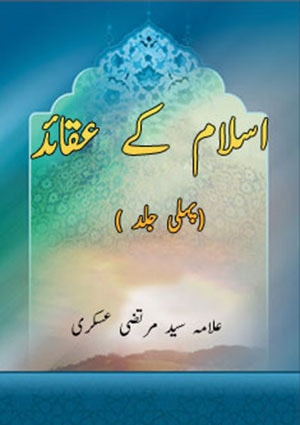 اسلام کے عقائد
(پہلی جلد )
علامہ سید مرتضی عسکری